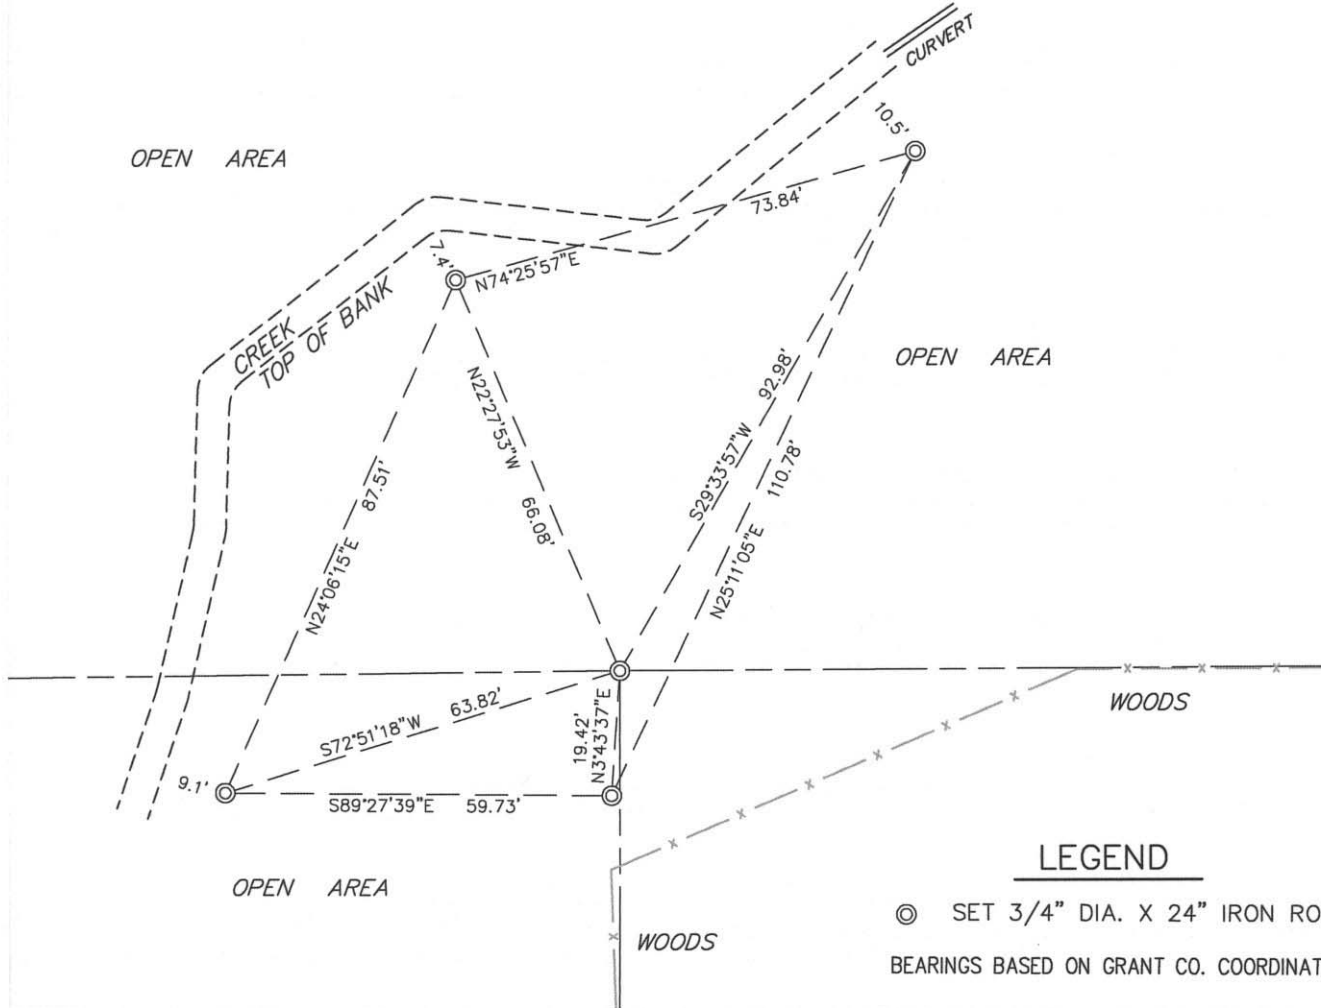 CURVERT
10.5'
OPEN AREA
73.84'
7.4'
N74°25'57"E
CREEK
TOP OF BANK
OPEN AREA
N22°27'53"W 66.08'
S29°33'57"W 92.98'
N25°11'05"E 110.78'
N24°06'15"E 87.51'
WOODS
S72°51'18"W 63.82'
19.42'
N3°43'37"E
9.1'
S89°27'39"E 59.73'
LEGEND
OPEN AREA
SET 3/4" DIA. X 24" IRON RO
WOODS
BEARINGS BASED ON GRANT CO. COORDINAT